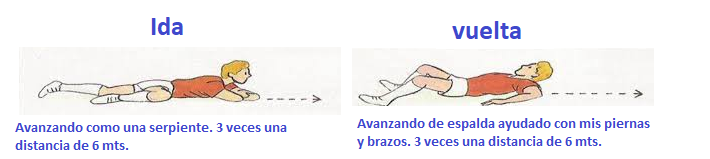 Ida
vuelta
Avanzando como una serpiente. 3 veces una
distancia de 6 mts.
Avanzando de espalda ayudado con mis piernas
y brazos. 3 veces una distancia de 6 mts.